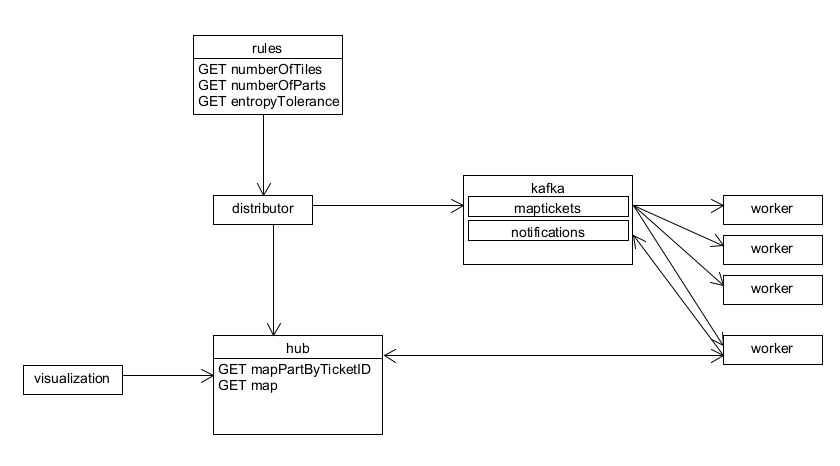 rules
GET numberOfTiles
GET numberOfParts
GET entropyTolerance
distributor
kafka
maptickets
notifications
worker
worker
worker
worker
hub
GET mapPartByTicketID
GET map
visualization